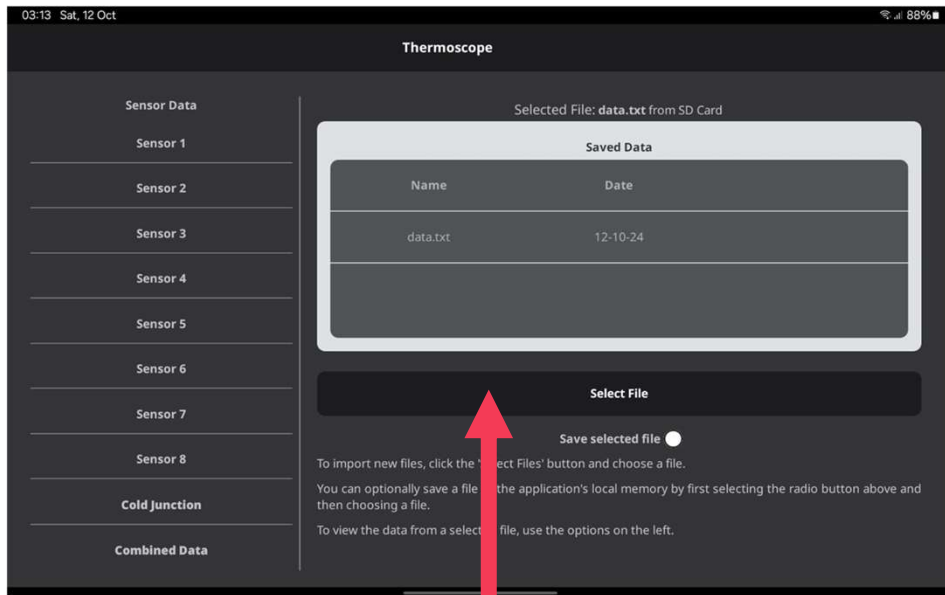 03:13 Sat, 12 Oct
88%
Thermoscope
Sensor Data
Sensor 1
Sensor 2
Sensor 3
Sensor 4
Sensor 5
Sensor 6
Sensor 7
Sensor 8
Cold Junction
Combined Data
Selected File: data.txt from SD Card
Saved Data
Name Date
data.txt 12-10-24
Select File
Save selected file
To import new files, click the ect Files' button and choose a file.
You can optionally save a file the application's local memory by first selecting the radio button above and
then choosing a file.
To view the data from a select file, use the options on the left.